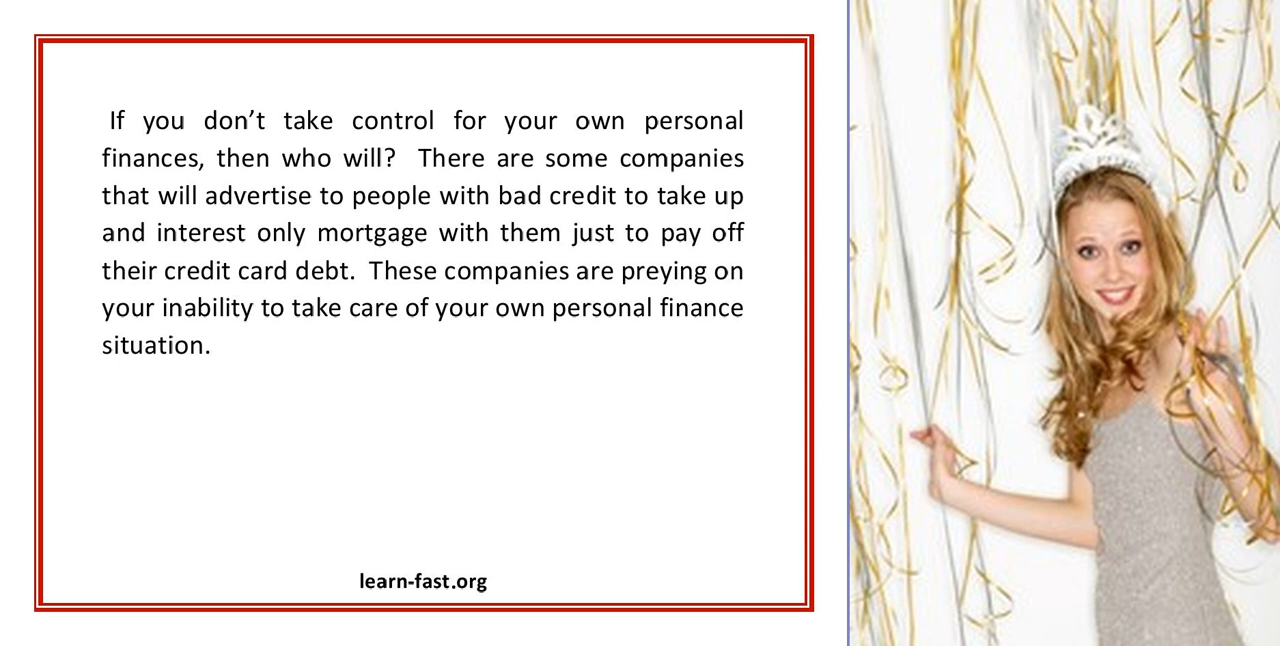 If you don’t take control for your own personal
finances, then who will?  There are some companies
that will advertise to people with bad credit to take up
and interest only mortgage with them just to pay off
their credit card debt.  These companies are preying on
your inability to take care of your own personal finance
situation.
learn-fast.org